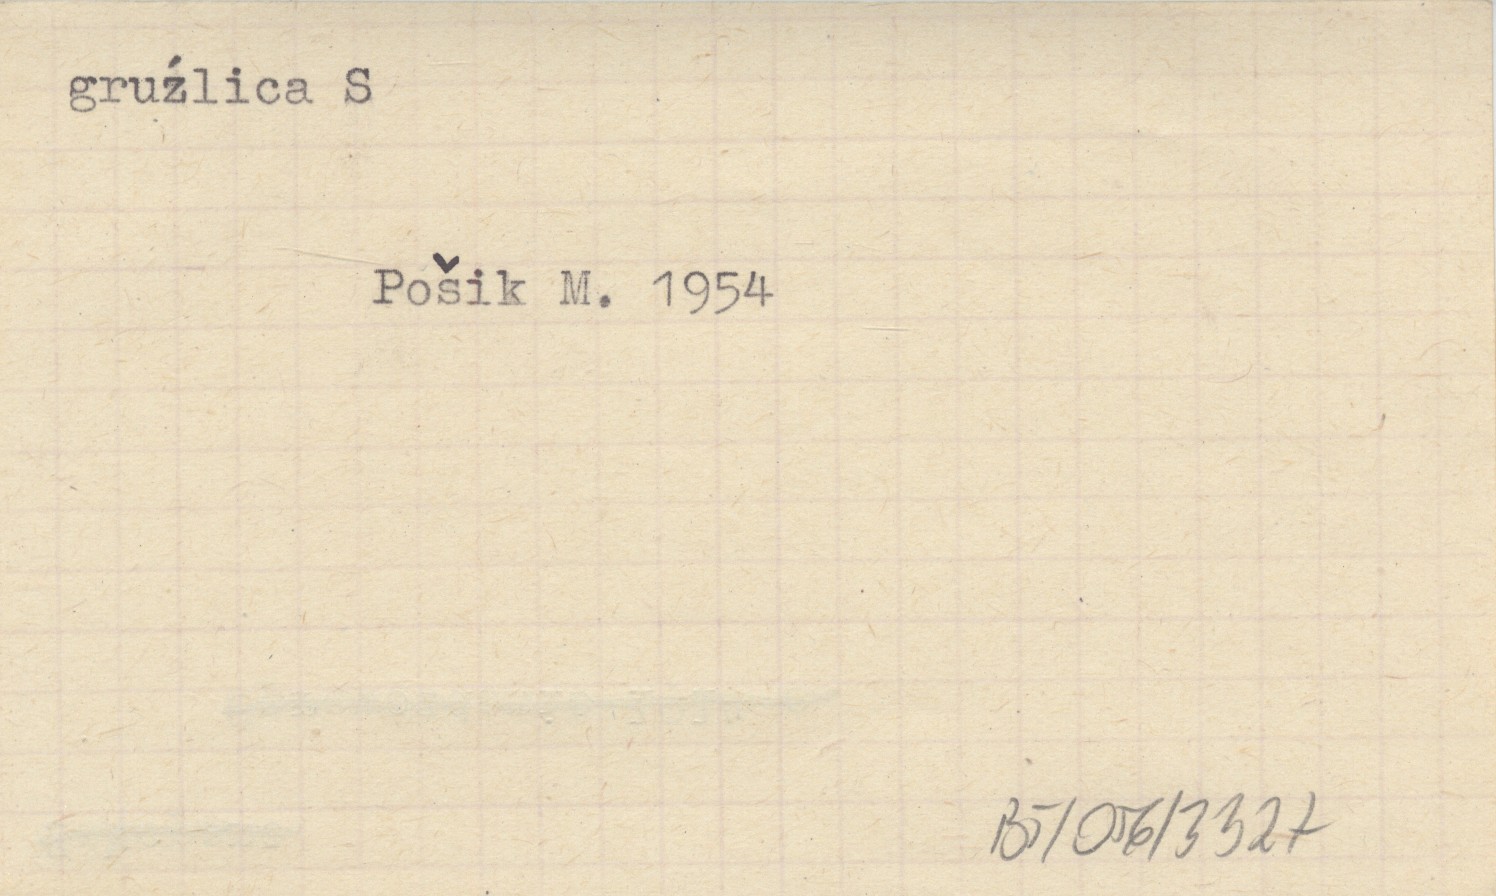 gruźlica S
Pošik M. 1954
B5/056/3327